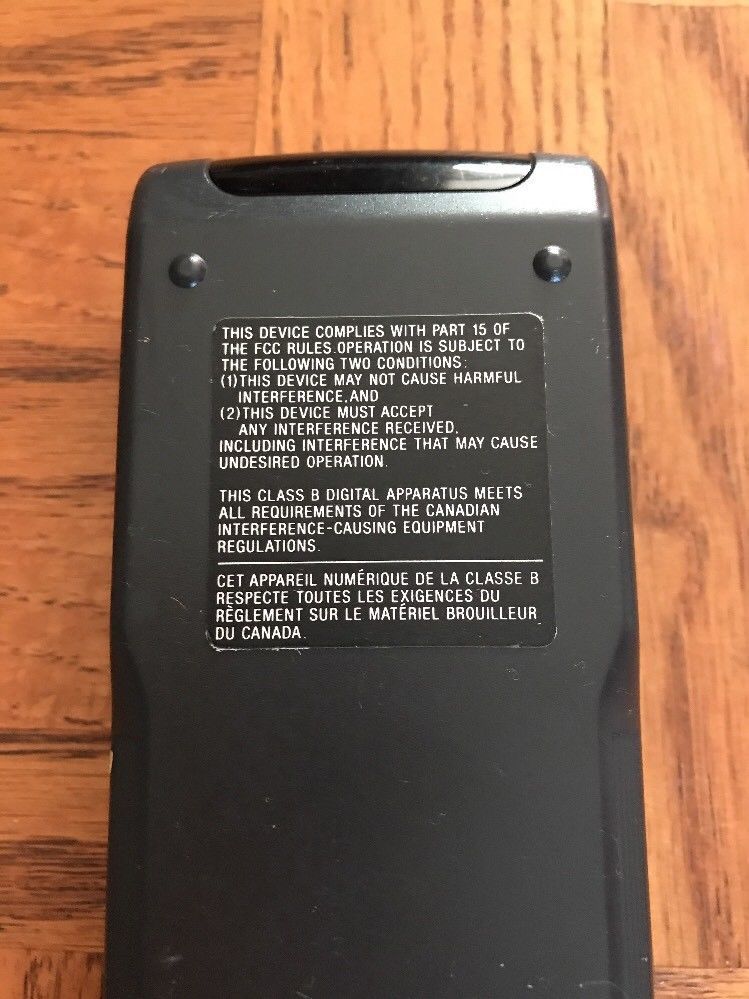 THIS DEVICE COMPLIES WITH PART 15 OF
THE FCC RULES.OPERATION IS SUBJECT TO
THE FOLLOWING TWO CONDITIONS:
(1)THIS DEVICE MAY NOT CAUSE HARMFUL
INTERFERENCE,AND
(2)THIS DEVICE MUST ACCEPT
ANY INTERFERENCE RECEIVED,
INCLUDING INTERFERENCE THAT MAY CAUSE
UNDESIRED OPERATION.
THIS CLASS B DIGITAL APPARATUS MEETS
ALL REQUIREMENTS OF THE CANADIAN
INTERFERENCE-CAUSING EQUIPMENT
REGULATIONS.
CET APPAREIL NUMÉRIQUE DE LA CLASSE B
RESPECTE TOUTES LES EXIGENCES DU
RÈGLEMENT SUR LE MATÉRIEL BROUILLEUR
DU CANADA.